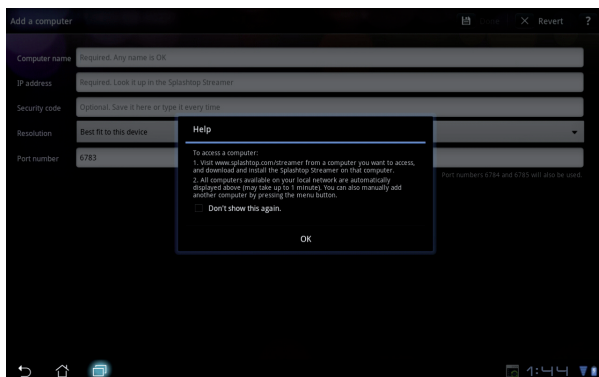 Add a computer
Done
Revert
?
Computer name
Required. Any name is OK
IP address
Required. Look it up in the Splashtop Streamer
Security code
Optional. Save it here or type it every time
Resolution
Best fit to this device
Port number
6783
Port numbers 6784 and 6785 will also be used.
Help
To access a computer:
1. Visit www.splashtop.com/streamer from a computer you want to access,
and download and install the Splashtop Streamer on that computer.
2. All computers available on your local network are automatically
displayed above (may take up to 1 minute). You can also manually add
another computer by pressing the menu button.
Don't show this again.
OK
1:44